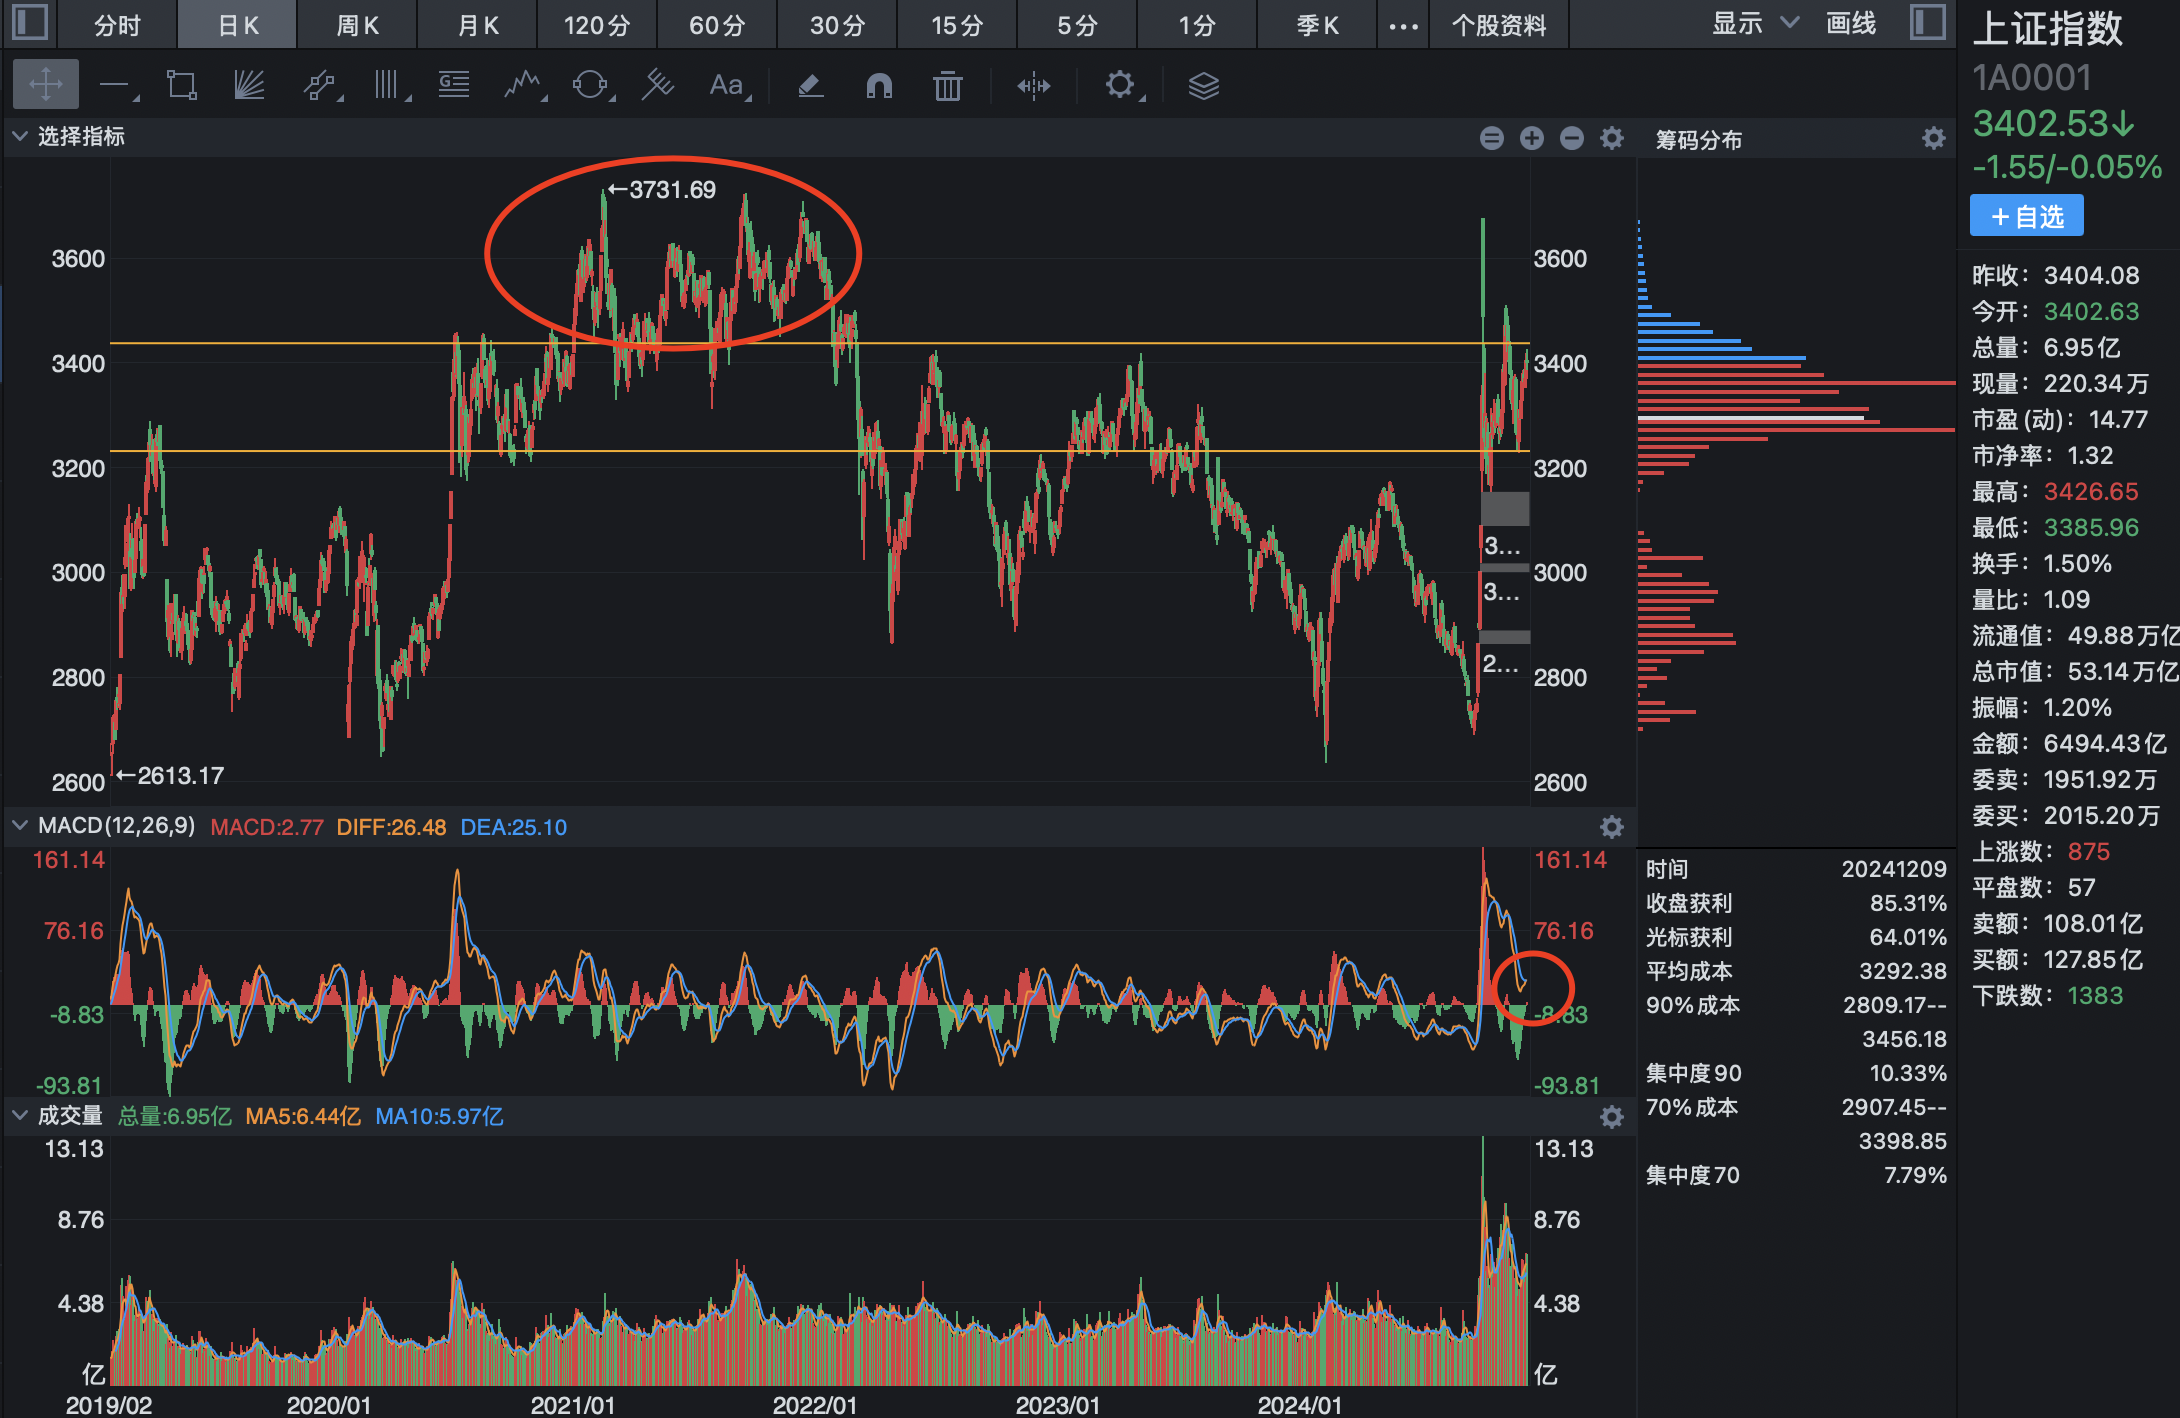 分时 日K 周K 月K 120分 60分 30分 15分 5分 1分 季K ... 个股资料 显示 画线
Aa
选择指标
筹码分布
上证指数
1A0001
3402.53↓
-1.55/-0.05%
+自选
昨收： 3404.08
今开： 3402.63
总量： 6.95亿
现量： 220.34万
市盈(动)： 14.77
市净率： 1.32
最高： 3426.65
最低： 3385.96
换手： 1.50%
量比： 1.09
流通值： 49.88万亿
总市值： 53.14万亿
振幅： 1.20%
金额： 6494.43亿
委卖： 1951.92万
委买： 2015.20万
上涨数： 875
平盘数： 57
卖额： 108.01亿
买额： 127.85亿
下跌数： 1383
←3731.69
3600 3600
3400 3400
3200 3200
3...
3000 3000
3...
2...
2800 2800
←2613.17
2600 2600
MACD(12,26,9) MACD:2.77 DIFF:26.48 DEA:25.10
161.14 161.14
76.16 76.16
-8.83 -8.83
-93.81 -93.81
成交量 总量:6.95亿 MA5:6.44亿 MA10:5.97亿
13.13 13.13
8.76 8.76
4.38 4.38
亿 亿
2019/02 2020/01 2021/01 2022/01 2023/01 2024/01
时间 20241209
收盘获利 85.31%
光标获利 64.01%
平均成本 3292.38
90%成本 2809.17--
3456.18
集中度90 10.33%
70%成本 2907.45--
3398.85
集中度70 7.79%